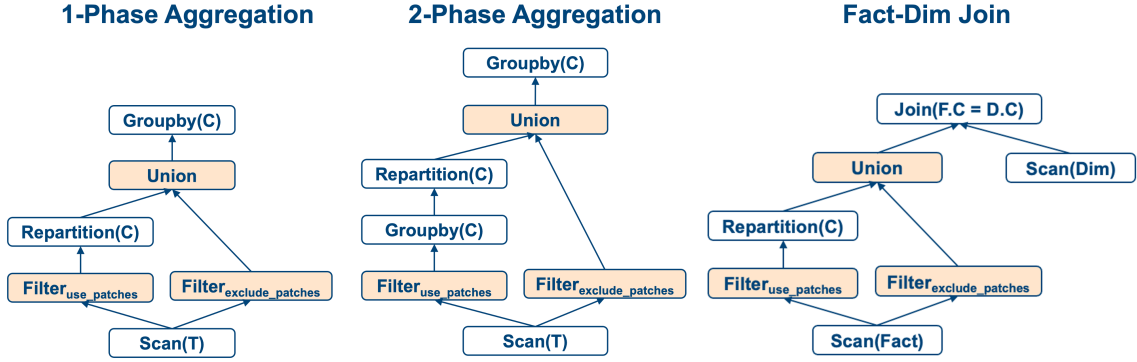 1-Phase Aggregation
Groupby(C)
Union
Repartition(C)
Filteruse_patches
Filterexclude_patches
Scan(T)
2-Phase Aggregation
Groupby(C)
Union
Repartition(C)
Groupby(C)
Filteruse_patches
Filterexclude_patches
Scan(T)
Fact-Dim Join
Join(F.C = D.C)
Union
Scan(Dim)
Repartition(C)
Filteruse_patches
Filterexclude_patches
Scan(Fact)